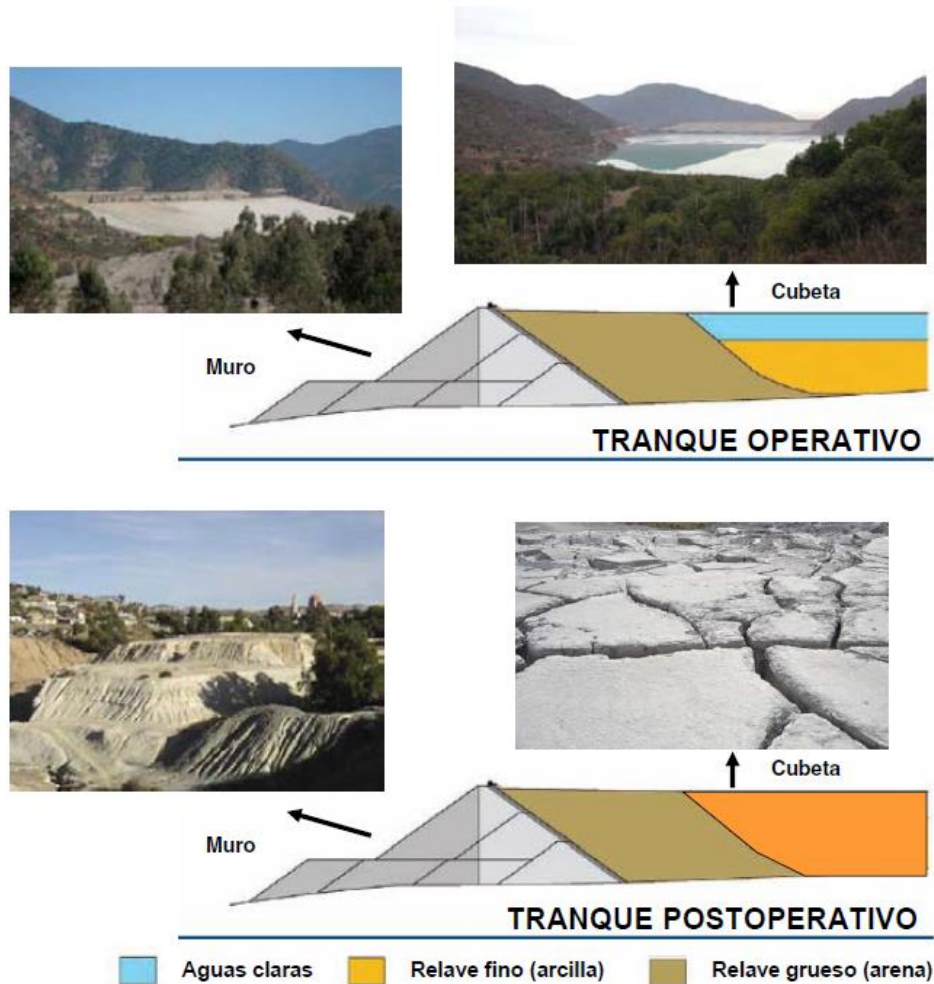 Cubeta
Muro
TRANQUE OPERATIVO
Cubeta
Muro
TRANQUE POSTOPERATIVO
Aguas claras
Relave fino (arcilla)
Relave grueso (arena)